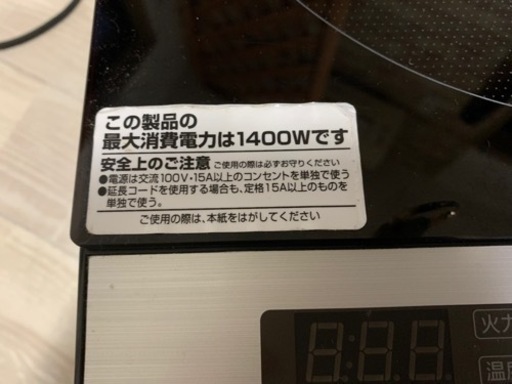 この製品の
最大消費電力は1400Wです
安全上のご注意 ご使用の際は必ずお守りください
●電源は交流100V・15A以上のコンセントを単独で使う
●延長コードを使用する場合も、定格15A以上のものを
単独で使う。
ご使用の際は、本紙をはがしてください
火力